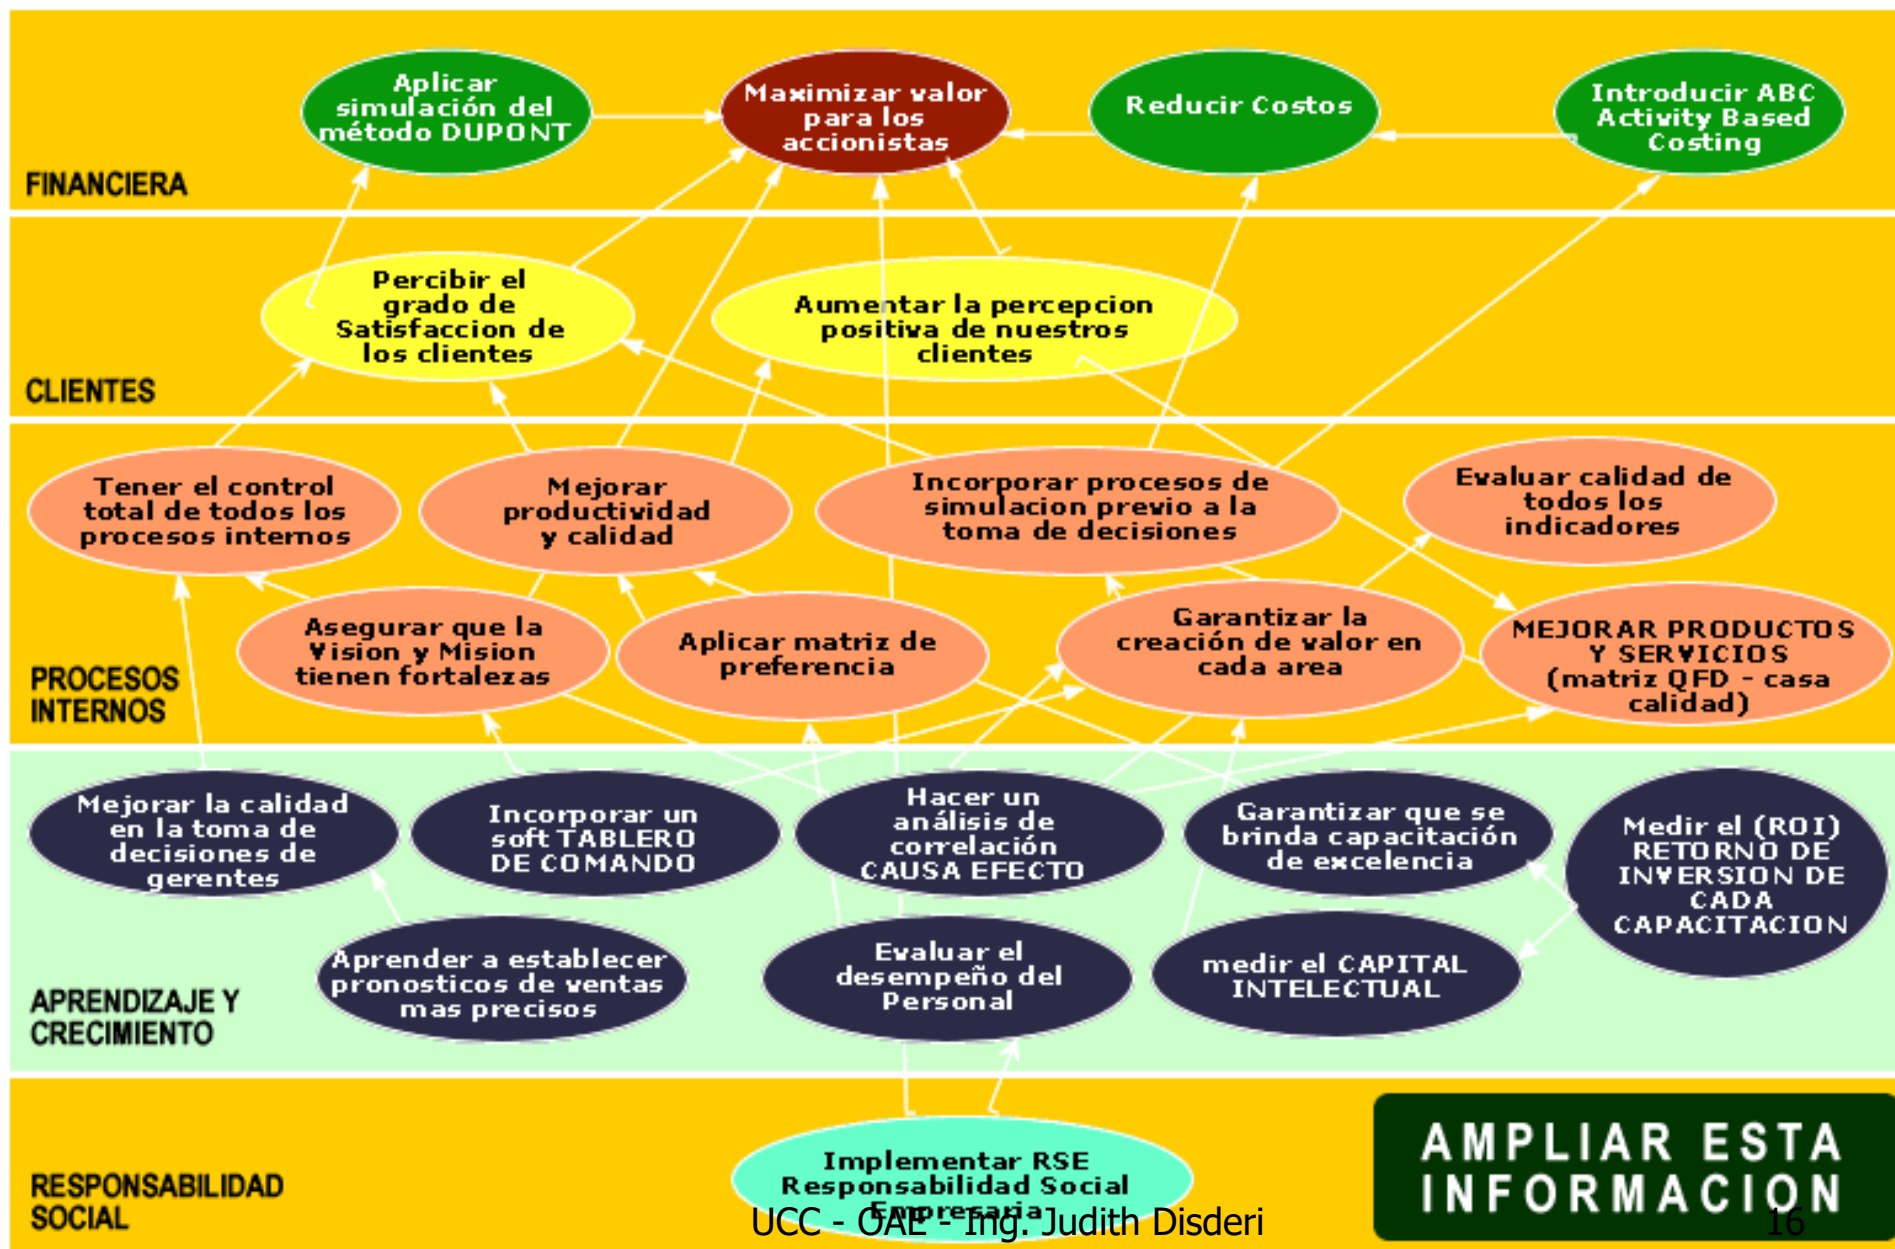 Aplicar
simulación del
método DUPONT
Maximizar valor
para los
accionistas
Reducir Costos
Introducir ABC
Activity Based
Costing
FINANCIERA
Percibir el
grado de
Satisfaccion de
los clientes
Aumentar la percepcion
positiva de nuestros
clientes
CLIENTES
Tener el control
total de todos los
procesos internos
Mejorar
productividad
y calidad
Incorporar procesos de
simulacion previo a la
toma de decisiones
Evaluar calidad de
todos los
indicadores
Asegurar que la
Vision y Mision
tienen fortalezas
Aplicar matriz de
preferencia
Garantizar la
creación de valor en
cada area
MEJORAR PRODUCTOS
Y SERVICIOS
(matriz QFD - casa
calidad)
PROCESOS
INTERNOS
Mejorar la calidad
en la toma de
decisiones de
gerentes
Incorporar un
soft TABLERO
DE COMANDO
Hacer un
análisis de
correlación
CAUSA EFECTO
Garantizar que se
brinda capacitación
de excelencia
Medir el (ROI)
RETORNO DE
INVERSION DE
CADA
CAPACITACION
Aprender a establecer
pronosticos de ventas
mas precisos
Evaluar el
desempeño del
Personal
medir el CAPITAL
INTELECTUAL
APRENDIZAJE Y
CRECIMIENTO
Implementar RSE
Responsabilidad Social
Empresaria
RESPONSABILIDAD
SOCIAL
AMPLIAR ESTA
INFORMACION
UCC - OAE - Ing. Judith Disderi
16